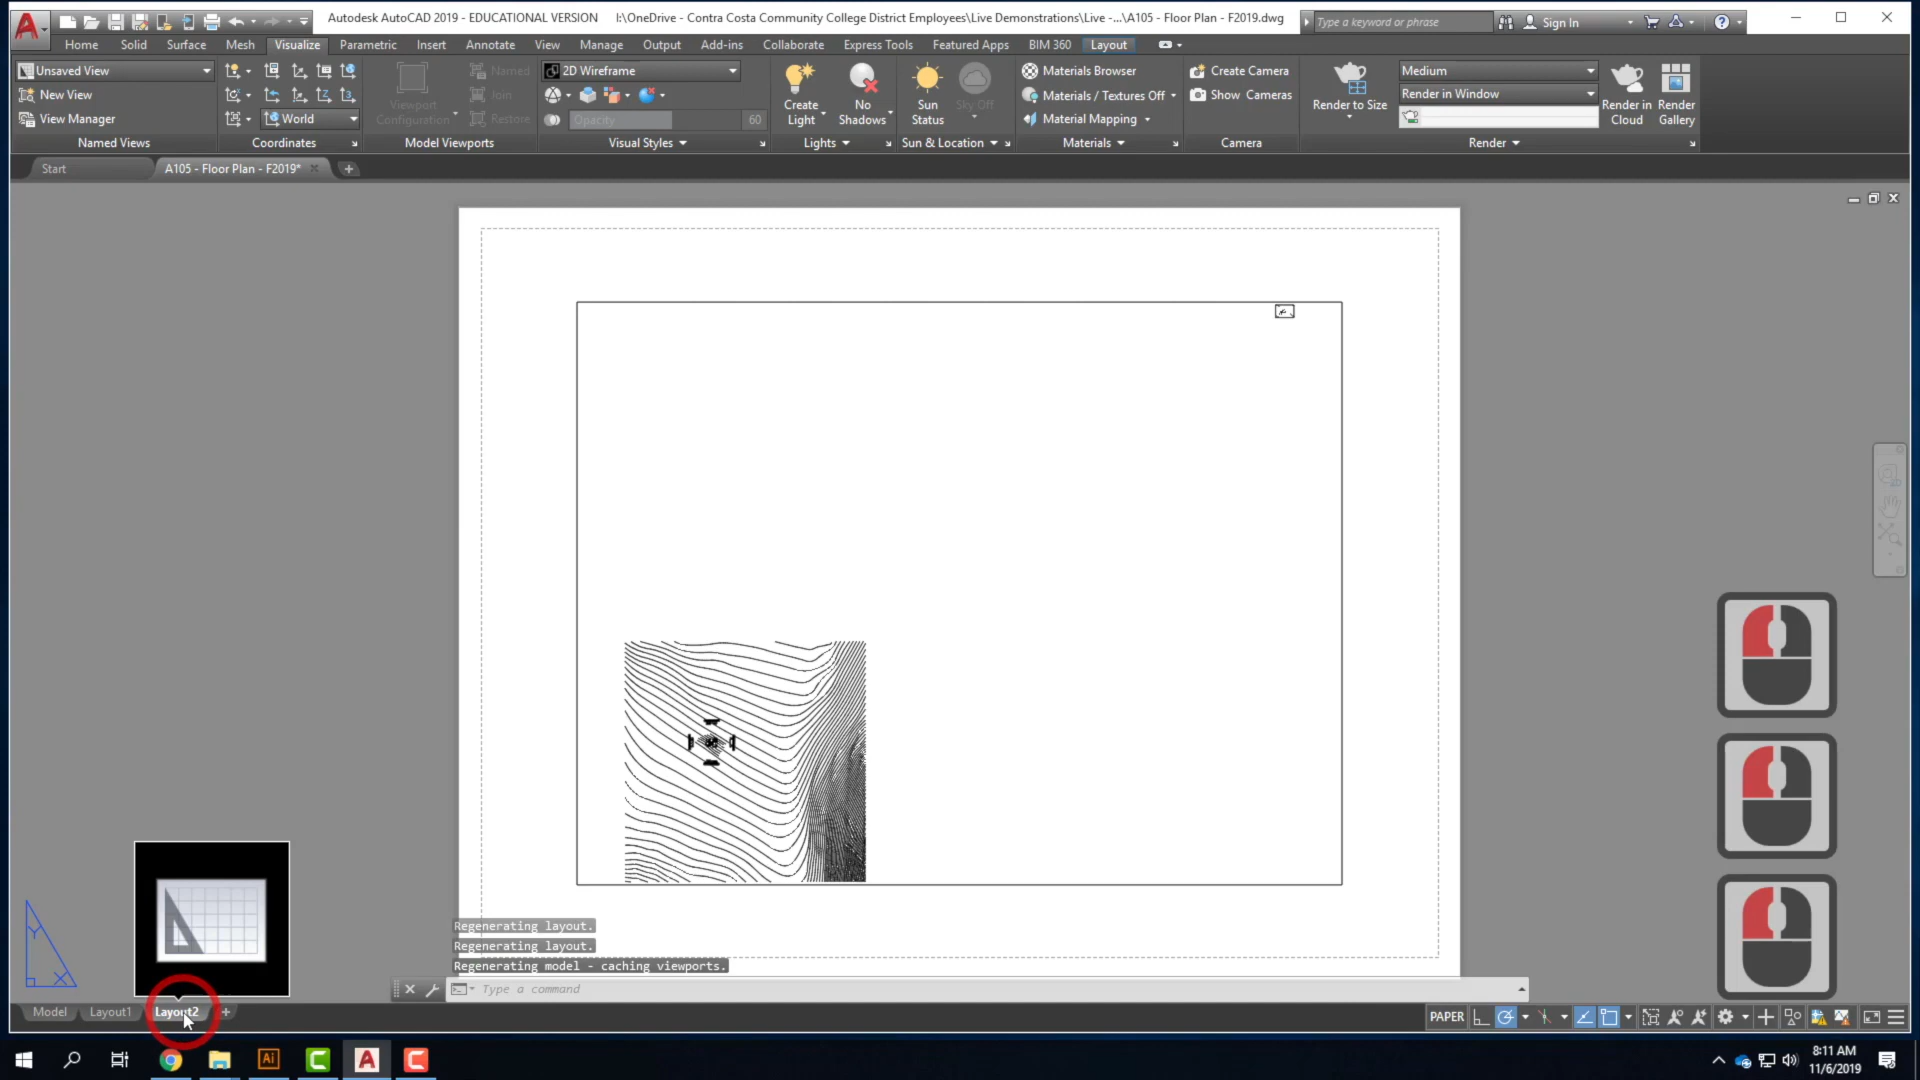 Autodesk AutoCAD 2019 - EDUCATIONAL VERSION    I:\OneDrive - Contra Costa Community College District Employees\Live Demonstrations\Live -...\A105 - Floor Plan - F2019.dwg
Type a keyword or phrase
Sign In
Home Solid Surface Mesh Visualize Parametric Insert Annotate View Manage Output Add-ins Collaborate Express Tools Featured Apps BIM 360 Layout
Unsaved View
New View
View Manager
Named Views
World
Coordinates
Viewport
Configuration
Named
Join
Restore
Model Viewports
2D Wireframe
Opacity 60
Visual Styles
Create
Light
No
Shadows
Lights
Sun
Status
Sky Off
Sun & Location
Materials Browser
Materials / Textures Off
Material Mapping
Materials
Create Camera
Show Cameras
Camera
Render to Size
Medium
Render in Window
Render in
Cloud
Render
Gallery
Render
Start
A105 - Floor Plan - F2019*
Regenerating layout.
Regenerating layout.
Regenerating model - caching viewports.
Type a command
Y
X
Model Layout1 Layout2
PAPER
8:11 AM
11/6/2019